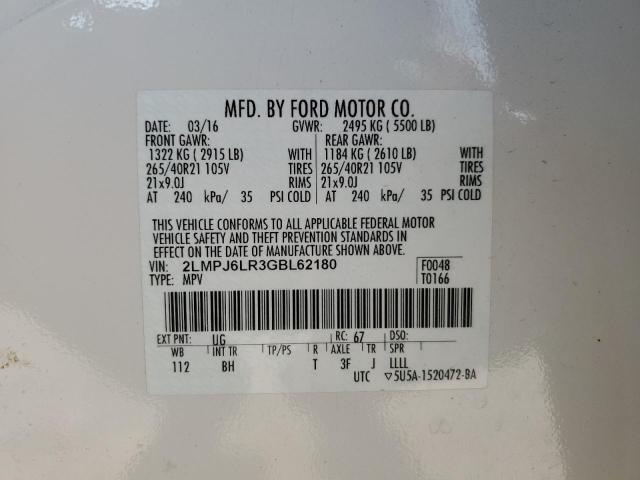 MFD. BY FORD MOTOR CO.
DATE: 03/16 GVWR: 2495 KG ( 5500 LB)
FRONT GAWR: REAR GAWR:
1322 KG ( 2915 LB) WITH 1184 KG ( 2610 LB) WITH
265/40R21 105V TIRES 265/40R21 105V TIRES
21x9.0J RIMS 21x9.0J RIMS
AT 240 kPa/ 35 PSI COLD AT 240 kPa/ 35 PSI COLD
THIS VEHICLE CONFORMS TO ALL APPLICABLE FEDERAL MOTOR
VEHICLE SAFETY AND THEFT PREVENTION STANDARDS IN
EFFECT ON THE DATE OF MANUFACTURE SHOWN ABOVE.
VIN: 2LMPJ6LR3GBL62180 F0048
TYPE: MPV T0166
EXT PNT: UG RC: 67 DSO:
WB INT TR TP/PS R AXLE TR SPR
112 BH T 3F J LLLL
UTC ▽5U5A-1520472-BA